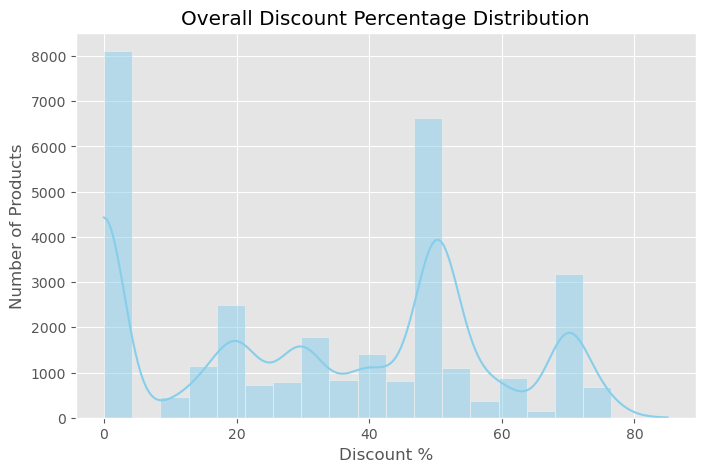 Overall Discount Percentage Distribution
Number of Products
8000
7000
6000
5000
4000
3000
2000
1000
0
0 20 40 60 80
Discount %